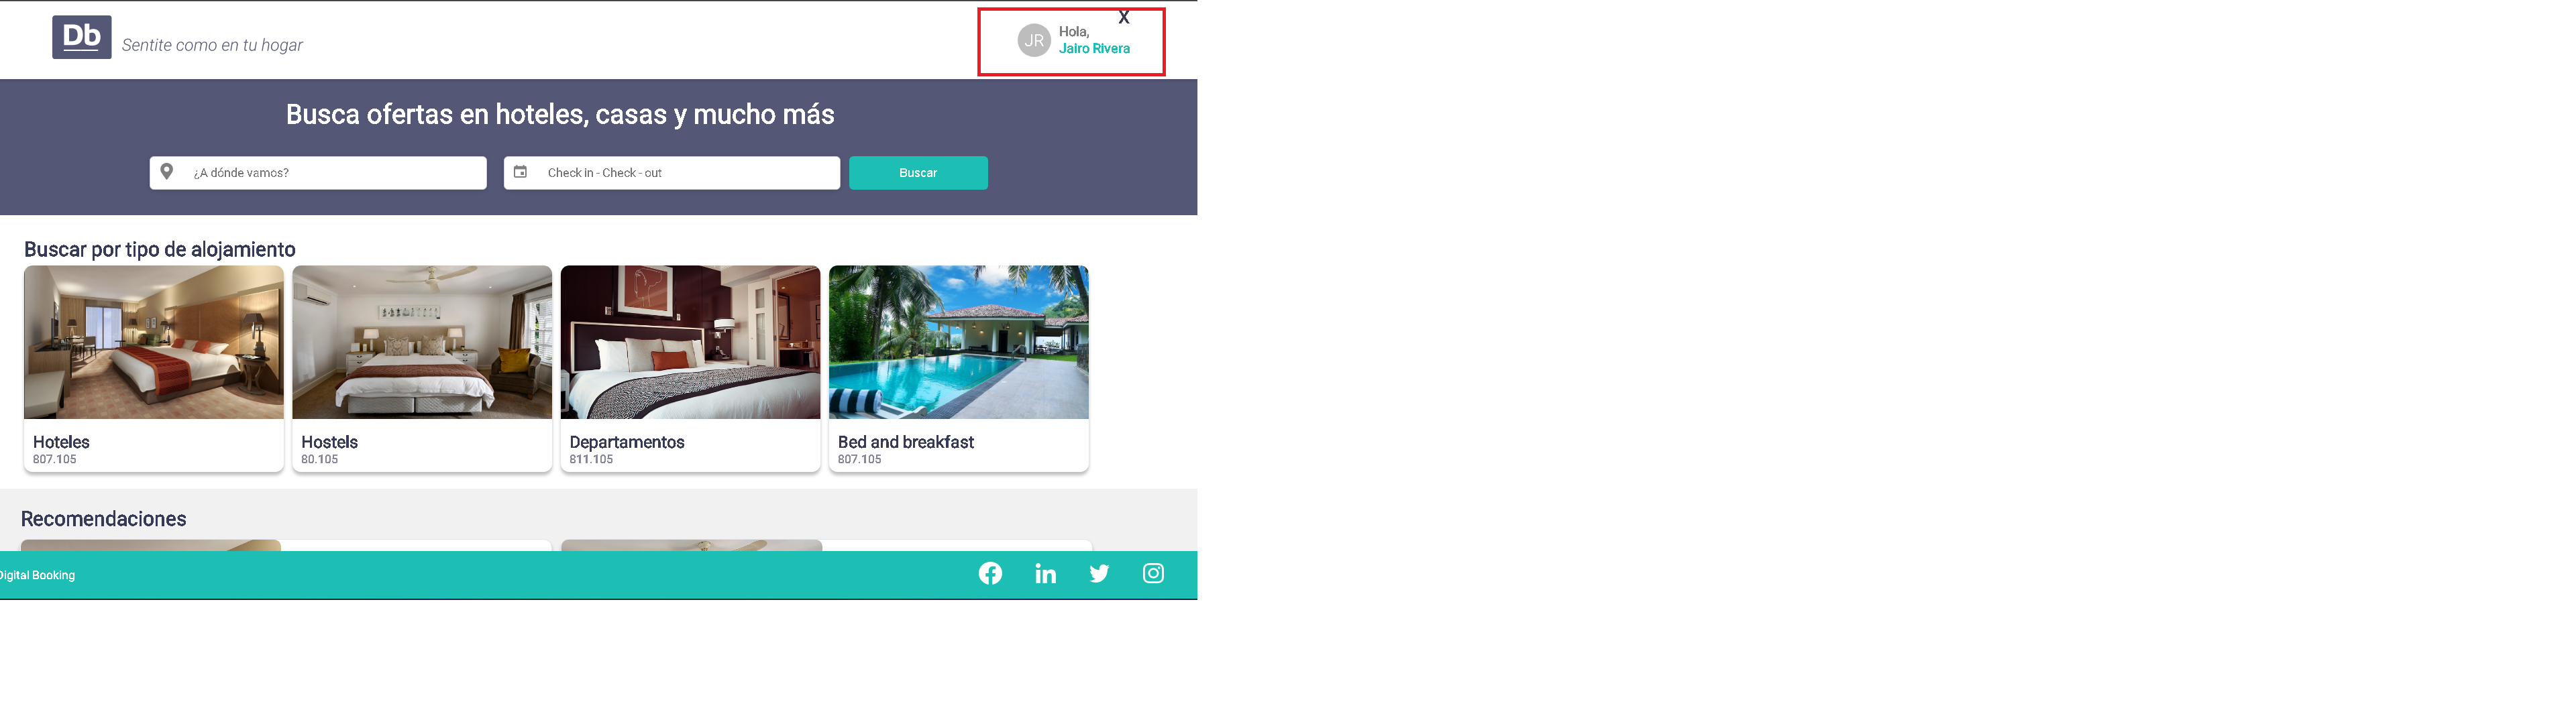 Db
Sentite como en tu hogar
X
JR
Hola,
Jairo Rivera
Busca ofertas en hoteles, casas y mucho más
¿A dónde vamos?
Check in - Check - out
Buscar
Buscar por tipo de alojamiento
Hoteles
807.105
Hostels
80.105
Departamentos
811.105
Bed and breakfast
807.105
Recomendaciones
Digital Booking